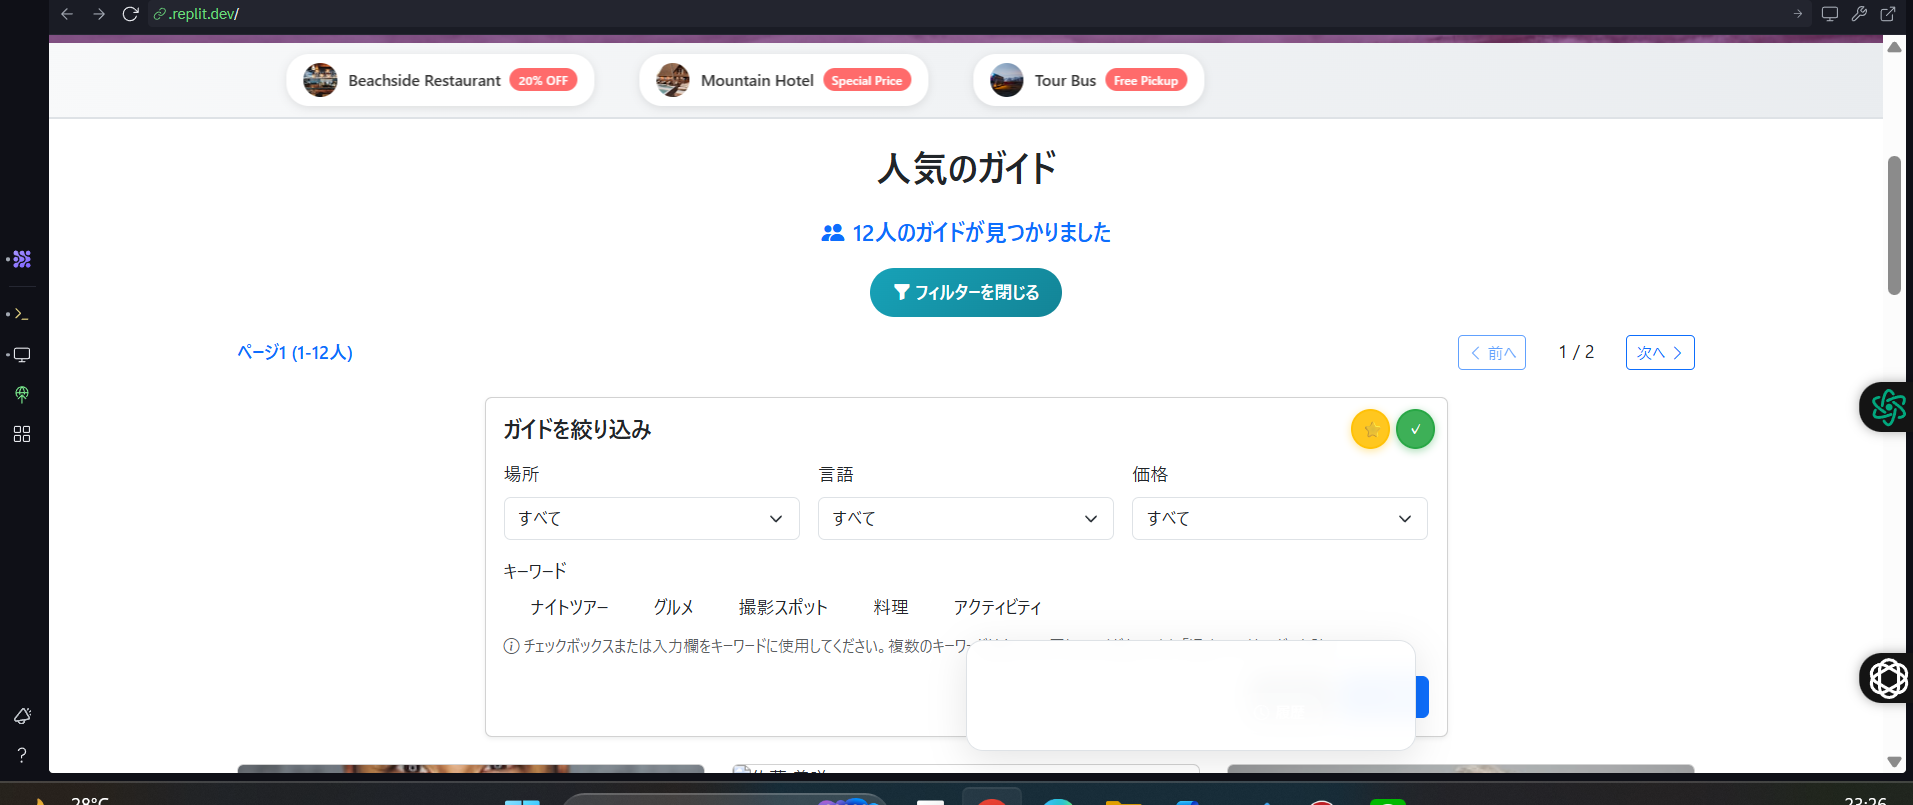 .replit.dev/
Beachside Restaurant 20% OFF
Mountain Hotel Special Price
Tour Bus Free Pickup
人気のガイド
12人のガイドが見つかりました
フィルターを閉じる
ページ1 (1-12人)
前へ
1 / 2
次へ
ガイドを絞り込み
場所
言語
価格
すべて
すべて
すべて
キーワード
ナイトツアー グルメ 撮影スポット 料理 アクティビティ
チェックボックスまたは入力欄をキーワードに使用してください。複数のキーワー
28°C
23:26